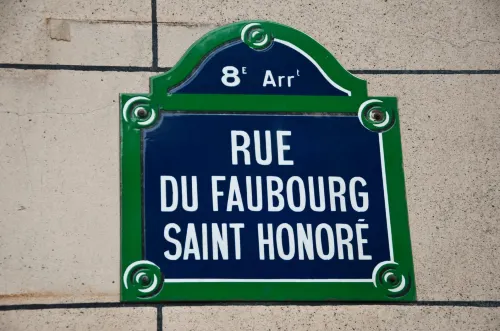 8E Arrt
RUE
DU FAUBOURG
SAINT HONORÉ